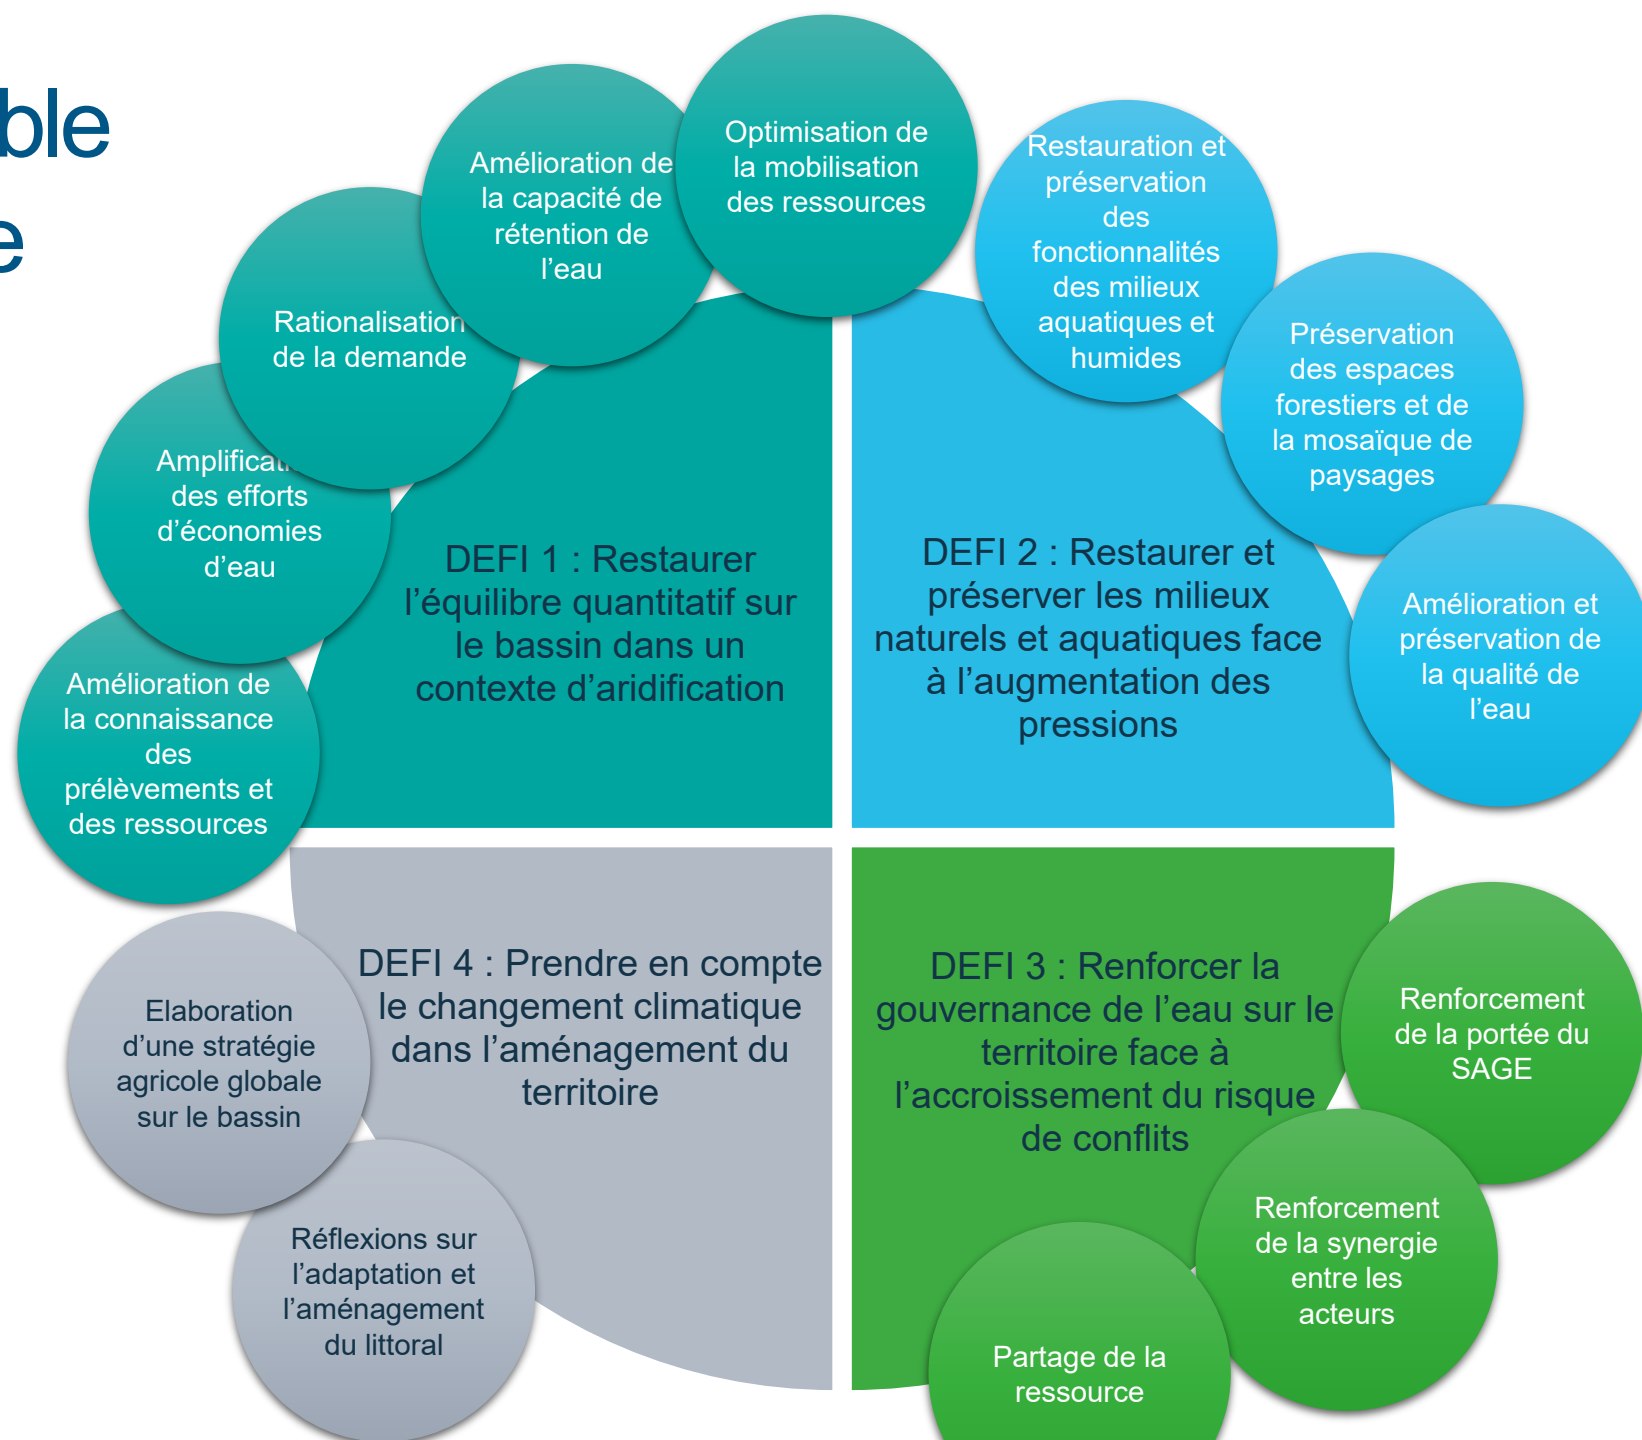 ble
e
Optimisation de
la mobilisation
des ressources
Amélioration de
la capacité de
rétention de
l’eau
Rationalisation
de la demande
des efforts
d’économies
d’eau
Amélioration de
la connaissance
des
prélèvements et
des ressources
DEFI 1 : Restaurer
l’équilibre quantitatif sur
le bassin dans un
contexte d’aridification
Restauration et
préservation
des
fonctionnalités
des milieux
aquatiques et
humides
Préservation
des espaces
forestiers et de
la mosaïque de
paysages
Amélioration et
préservation de
la qualité de
l’eau
DEFI 2 : Restaurer et
préserver les milieux
naturels et aquatiques face
à l’augmentation des
pressions
DEFI 4 : Prendre en compte
le changement climatique
dans l’aménagement du
territoire
Elaboration
d’une stratégie
agricole globale
sur le bassin
Réflexions sur
l’adaptation et
l’aménagement
du littoral
DEFI 3 : Renforcer la
gouvernance de l’eau sur le
territoire face à
l’accroissement du risque
de conflits
Renforcement
de la portée du
SAGE
Renforcement
de la synergie
entre les
acteurs
Partage de la
ressource